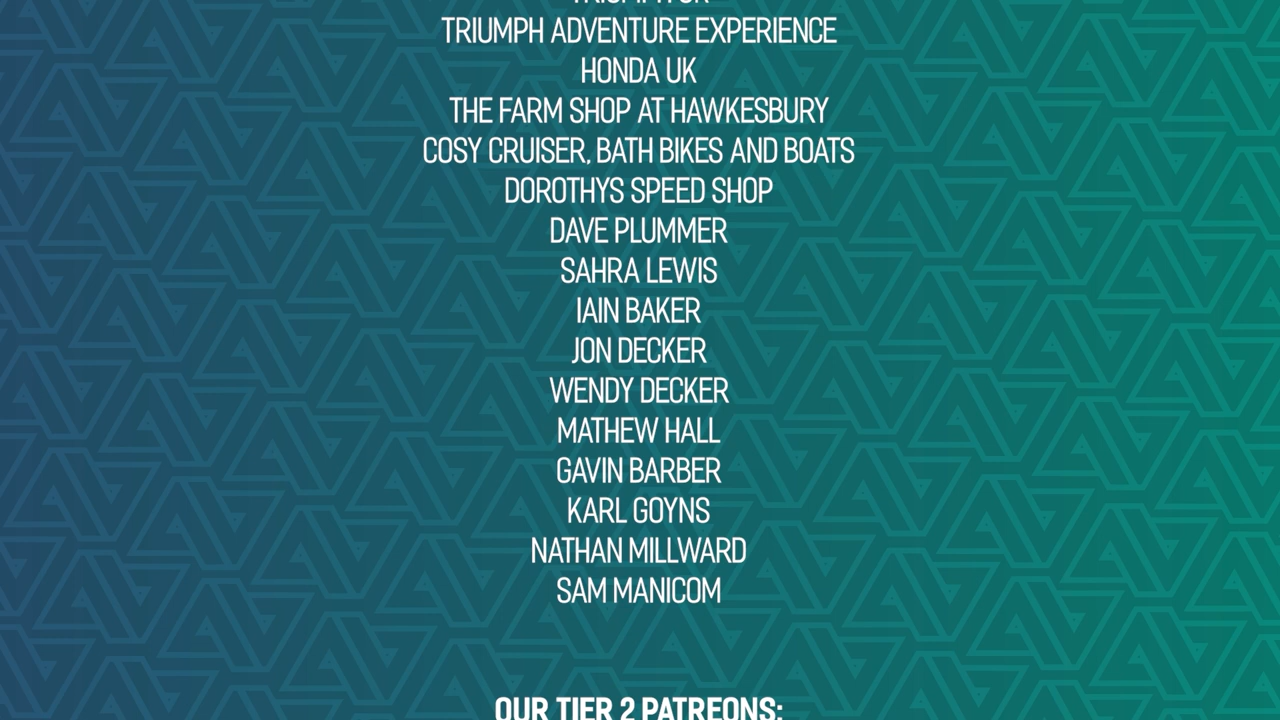 TRIUMPH ADVENTURE EXPERIENCE
HONDA UK
THE FARM SHOP AT HAWKESBURY
COSY CRUISER, BATH BIKES AND BOATS
DOROTHYS SPEED SHOP
DAVE PLUMMER
SAHRA LEWIS
IAIN BAKER
JON DECKER
WENDY DECKER
MATHEW HALL
GAVIN BARBER
KARL GOYNS
NATHAN MILLWARD
SAM MANICOM
OUR TIER 2 PATREONS: